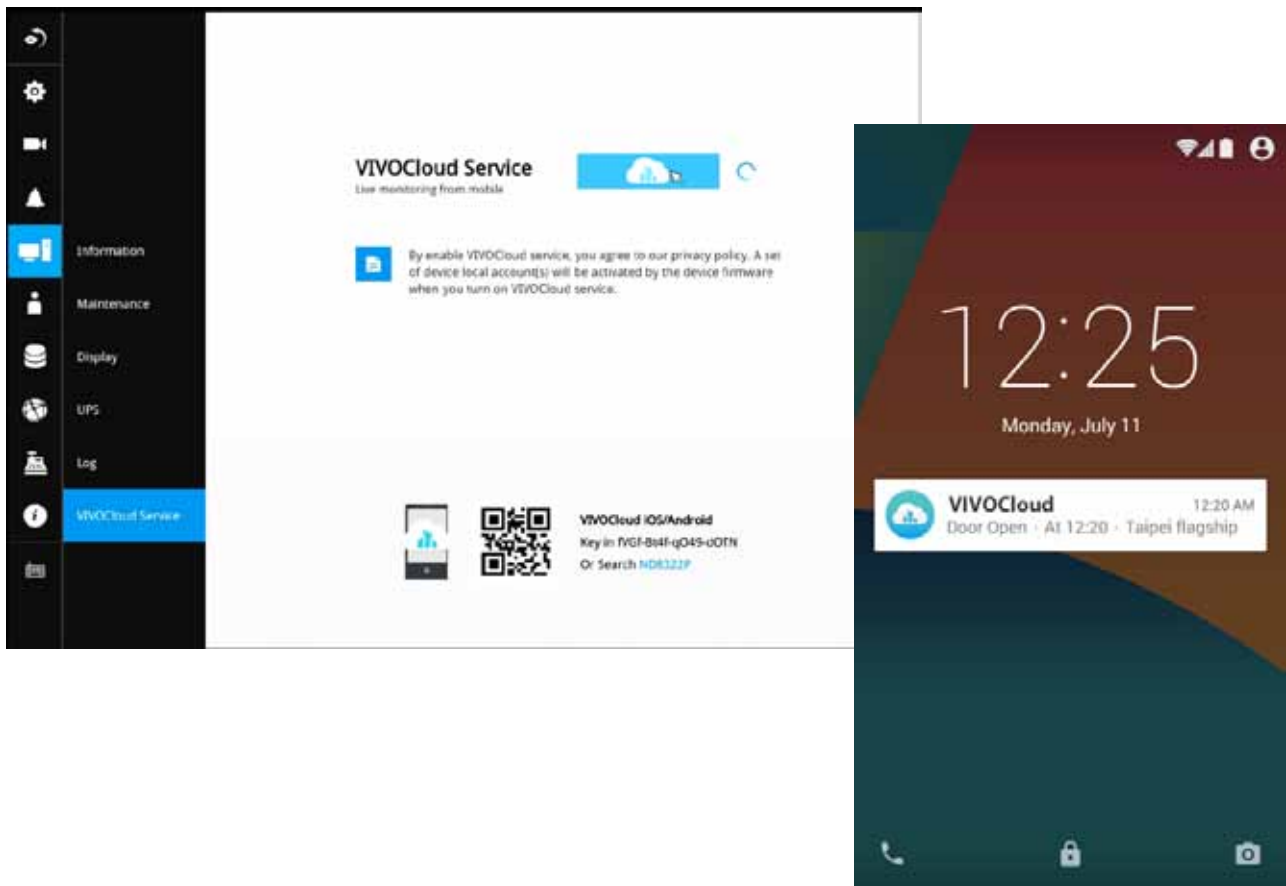 VIVOCloud Service
Live monitoring from mobile
By enable VIVOCloud service, you agree to our privacy policy. A set
of device local account(s) will be activated by the device firmware
when you turn on VIVOCloud service.
Information
Maintenance
Display
UPS
Log
VIVOCloud Service
VIVOCloud iOS/Android
Key in
Or Search ND8322P
12:25
Monday, July 11
VIVOCloud 12:20 AM
Door Open · At 12:20 · Taipei flagship